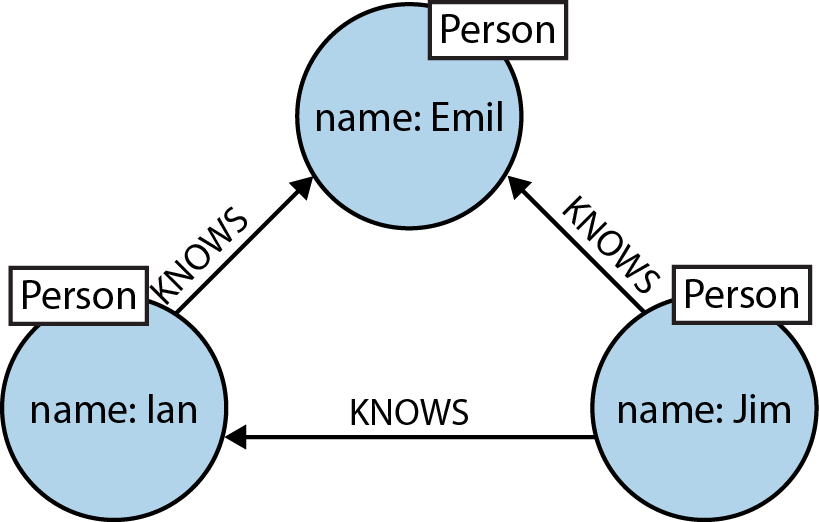 Person
name: Emil
KNOWS
KNOWS
Person
name: Ian
KNOWS
Person
name: Jim